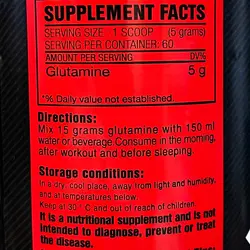 SUPPLEMENT FACTS
SERVING SIZE: 1 SCOOP (5 grams)
SERVING PER CONTAINER: 60
AMOUNT PER SERVING DV%
Glutamine 5 g
*% Daily value not established.
Directions:
Mix 15 grams glutamine with 150 ml
water or beverage Consume in the morning,
after workout and before sleeping.
Storage conditions:
In a dry, cool place, away from light and humidity,
and at temperatures below.
Keep at 30 ° C and out of reach of children.
It is a nutritional supplement and is not
intended to diagnose, prevent or treat
the disease.